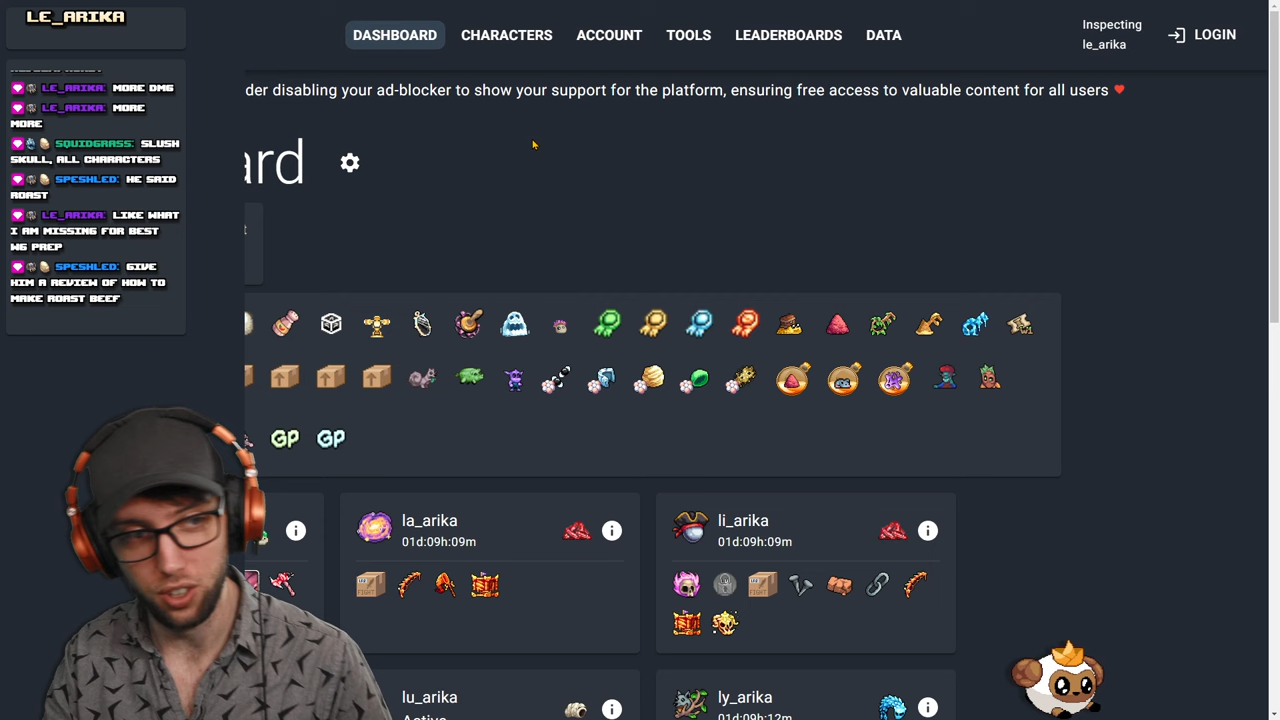 LE_ARIKA
DASHBOARD
CHARACTERS
ACCOUNT
TOOLS
LEADERBOARDS
DATA
Inspecting
le_arika
LOGIN
der disabling your ad-blocker to show your support for the platform, ensuring free access to valuable content for all users
LE_ARIKA: MORE DMG
LE_ARIKA: MORE
MORE
SQUIDGRASS: SLUSH
SKULL, ALL CHARACTERS
SPESHLED: HE SAID
ROAST
LE_ARIKA: LIKE WHAT
I AM MISSING FOR BEST
W6 PREP
SPESHLED: GIVE
HIM A REVIEW OF HOW TO
MAKE ROAST BEEF
ard
GP
GP
la_arika
01d:09h:09m
FIGHT
li_arika
01d:09h:09m
FIGHT
lu_arika
Active
ly_arika
01d:09h:12m